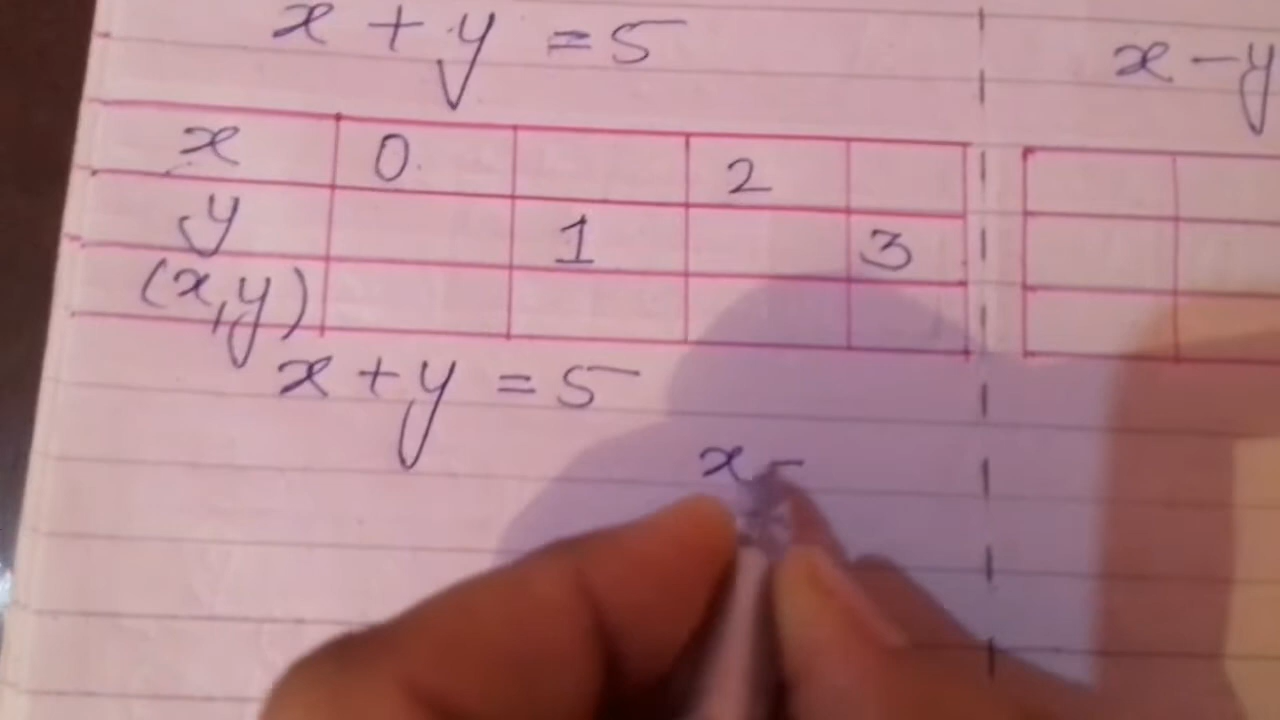 x + y = 5
x - y
x 0 2
y 1 3
(x,y)
x + y = 5
x =